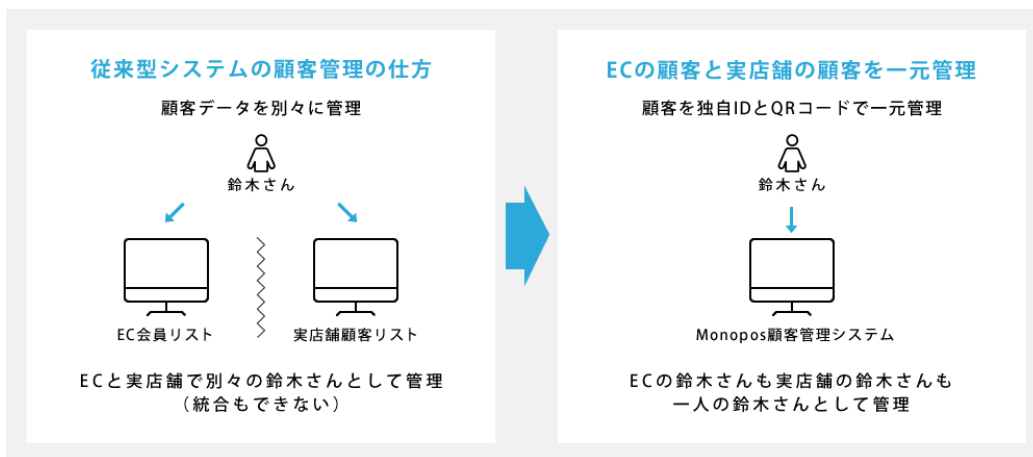 従来型システムの顧客管理の仕方
顧客データを別々に管理
鈴木さん
EC会員リスト
実店舗顧客リスト
ECと実店舗で別々の鈴木さんとして管理
（統合もできない）
ECの顧客と実店舗の顧客を一元管理
顧客を独自IDとQRコードで一元管理
鈴木さん
Monopos顧客管理システム
ECの鈴木さんも実店舗の鈴木さんも
一人の鈴木さんとして管理